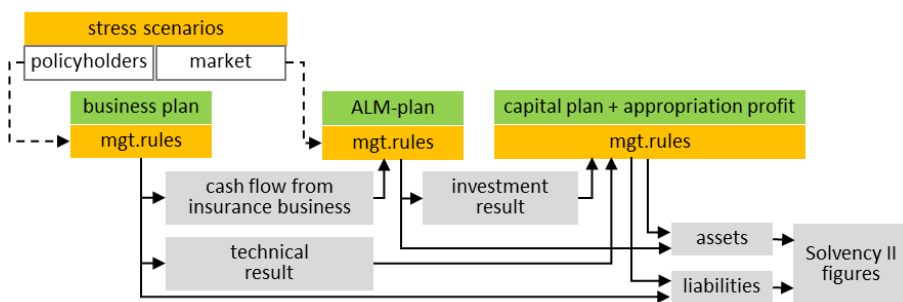 stress scenarios
policyholders
market
business plan
mgt.rules
ALM-plan
mgt.rules
capital plan + appropriation profit
mgt.rules
cash flow from
insurance business
investment
result
technical
result
assets
liabilities
Solvency II
figures